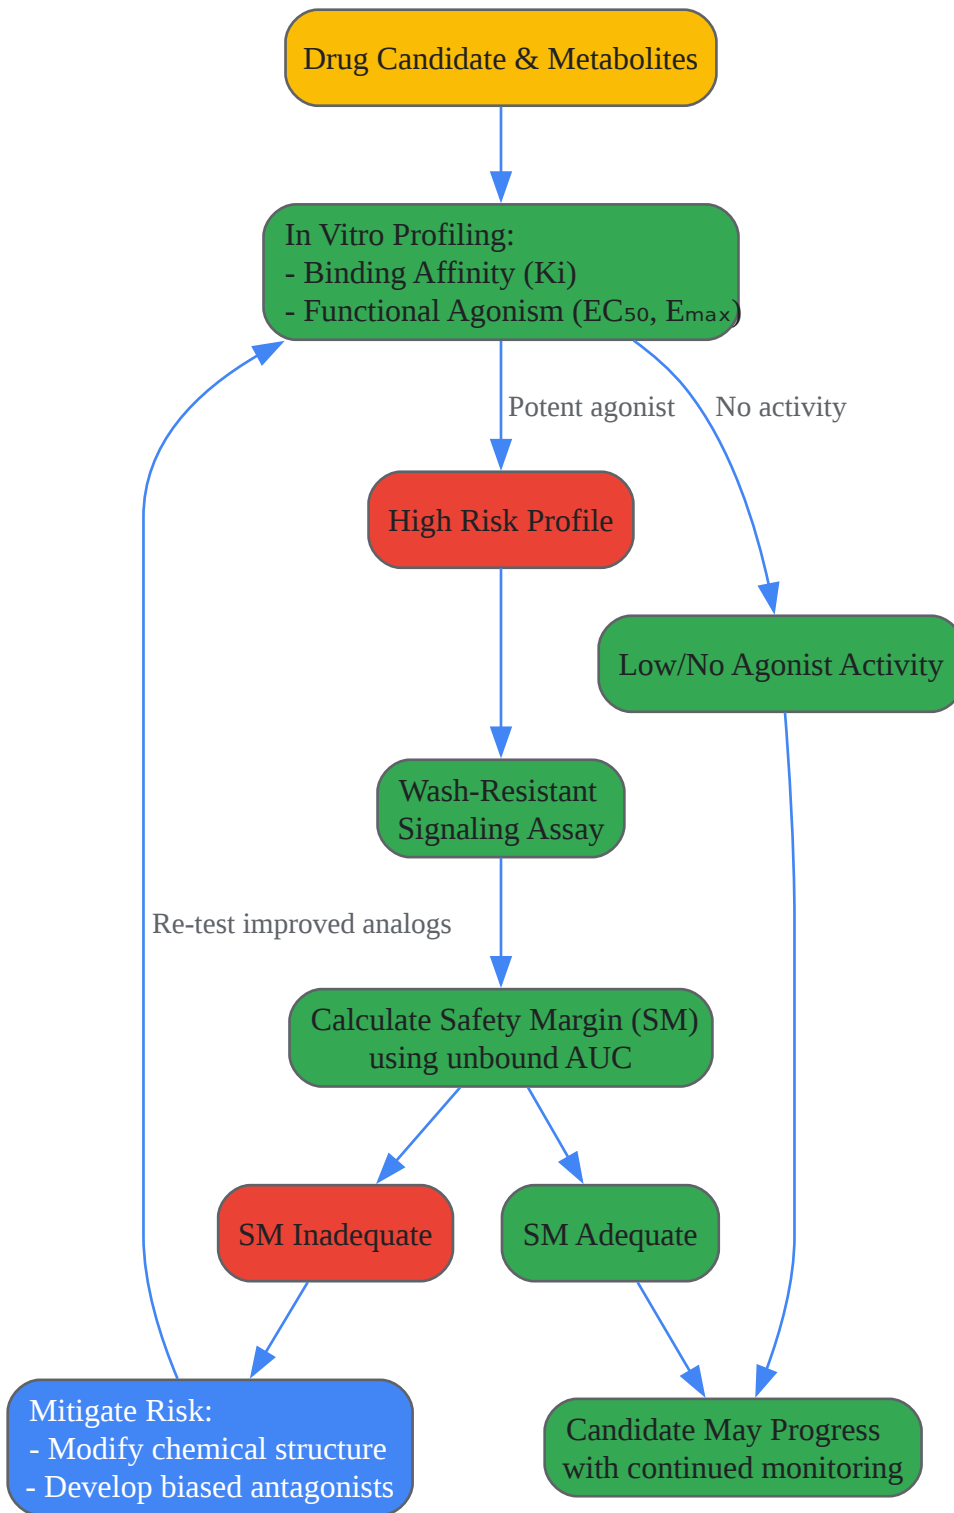 Drug Candidate & Metabolites
In Vitro Profiling:
- Binding Affinity (Ki)
- Functional Agonism (EC₅₀, Eₘₐₓ)
Potent agonist
No activity
High Risk Profile
Low/No Agonist Activity
Wash-Resistant
Signaling Assay
Re-test improved analogs
Calculate Safety Margin (SM)
using unbound AUC
SM Inadequate
SM Adequate
Mitigate Risk:
- Modify chemical structure
- Develop biased antagonists
Candidate May Progress
with continued monitoring